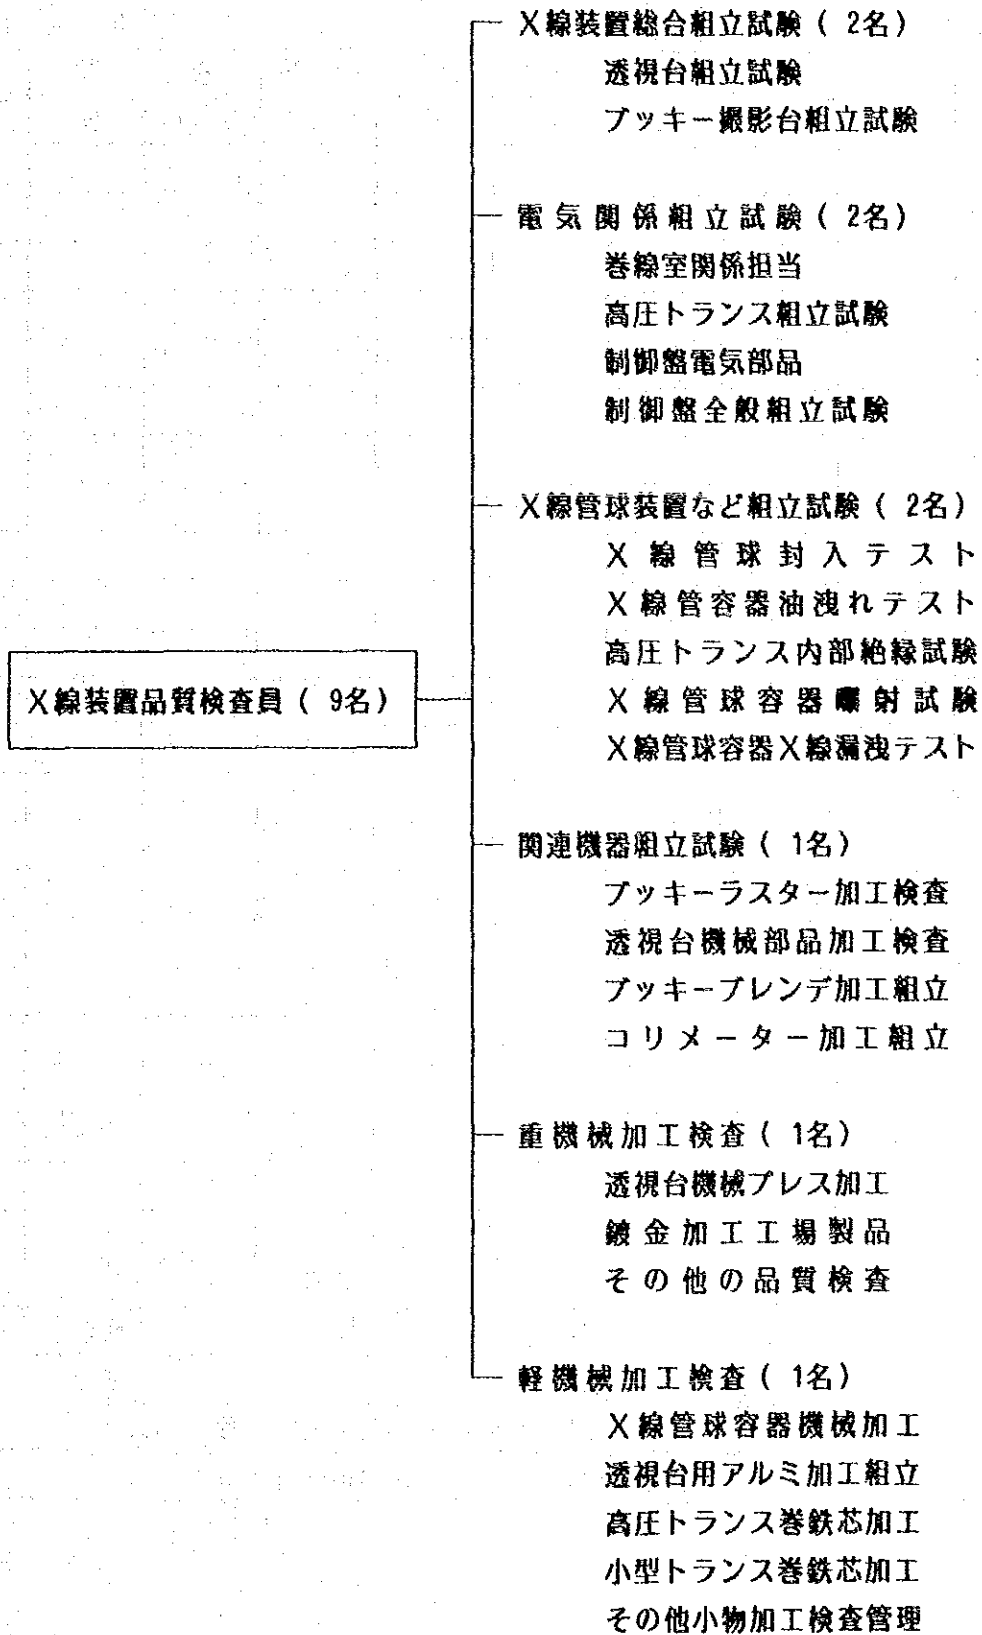 X線装置総合組立試験（2名）
透視台組立試験
ブッキー撮影台組立試験
電気関係組立試験（2名）
巻線室関係担当
高圧トランス組立試験
制御盤電気部品
制御盤全般組立試験
X線管球装置など組立試験（2名）
X線管球封入テスト
X線管容器油洩れテスト
高圧トランス内部絶縁試験
X線装置品質検査員（9名）
X線管球容器曝射試験
X線管球容器X線漏洩テスト
関連機器組立試験（1名）
ブッキーラスター加工検査
透視台機械部品加工検査
ブッキーブレンデ加工組立
コリメーター加工組立
重機械加工検査（1名）
透視台機械プレス加工
鍍金加工工場製品
その他の品質検査
軽機械加工検査（1名）
X線管球容器機械加工
透視台用アルミ加工組立
高圧トランス巻鉄芯加工
小型トランス巻鉄芯加工
その他小物加工検査管理